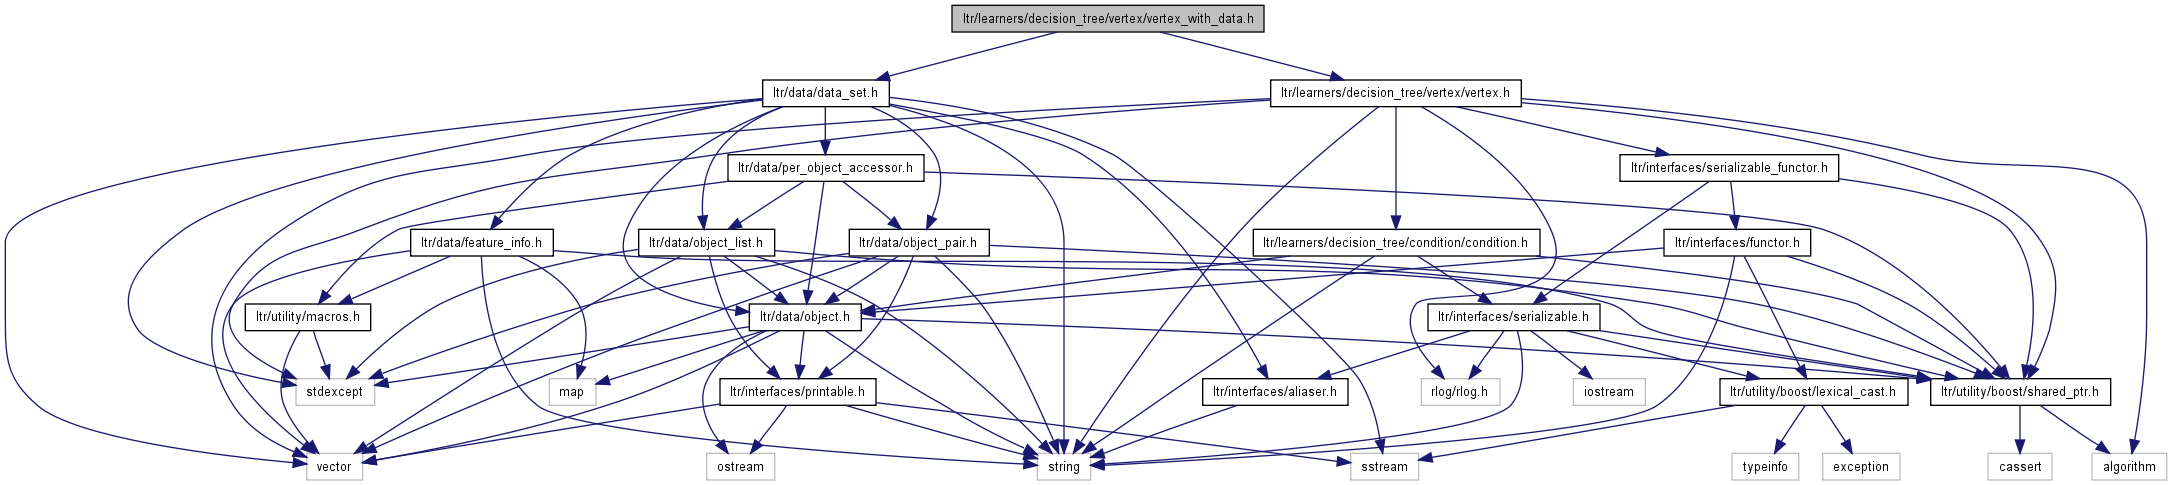 ltr/learners/decision_tree/vertex/vertex_with_data.h
ltr/data/data_set.h
ltr/learners/decision_tree/vertex/vertex.h
ltr/data/per_object_accessor.h
ltr/interfaces/serializable_functor.h
ltr/data/feature_info.h
ltr/data/object_list.h
ltr/data/object_pair.h
ltr/learners/decision_tree/condition/condition.h
ltr/interfaces/functor.h
ltr/utility/macros.h
ltr/data/object.h
ltr/interfaces/serializable.h
stdexcept
map
ltr/interfaces/printable.h
ltr/interfaces/aliaser.h
rlog/rlog.h
iostream
ltr/utility/boost/lexical_cast.h
ltr/utility/boost/shared_ptr.h
vector
ostream
string
sstream
typeinfo
exception
cassert
algorithm